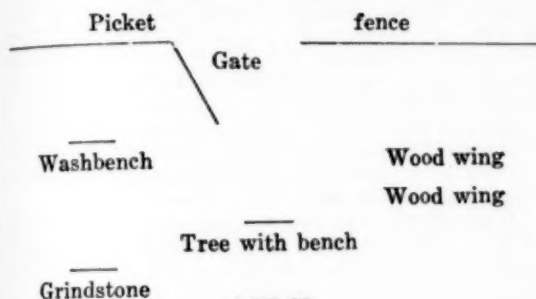 Picket fence
Gate
Washbench
Wood wing
Wood wing
Tree with bench
Grindstone